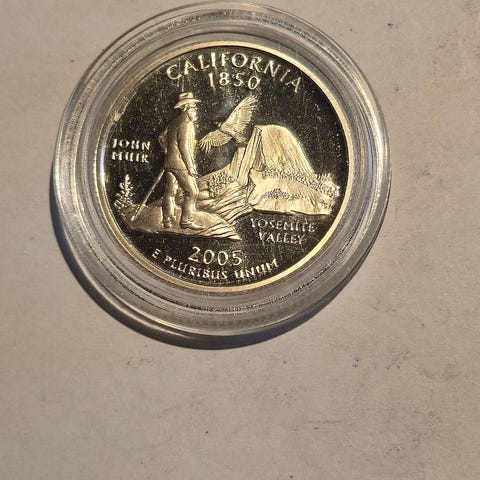 CALIFORNIA
1850
JOHN
MUIR
YOSEMITE
VALLEY
2005
E PLURIBUS UNUM